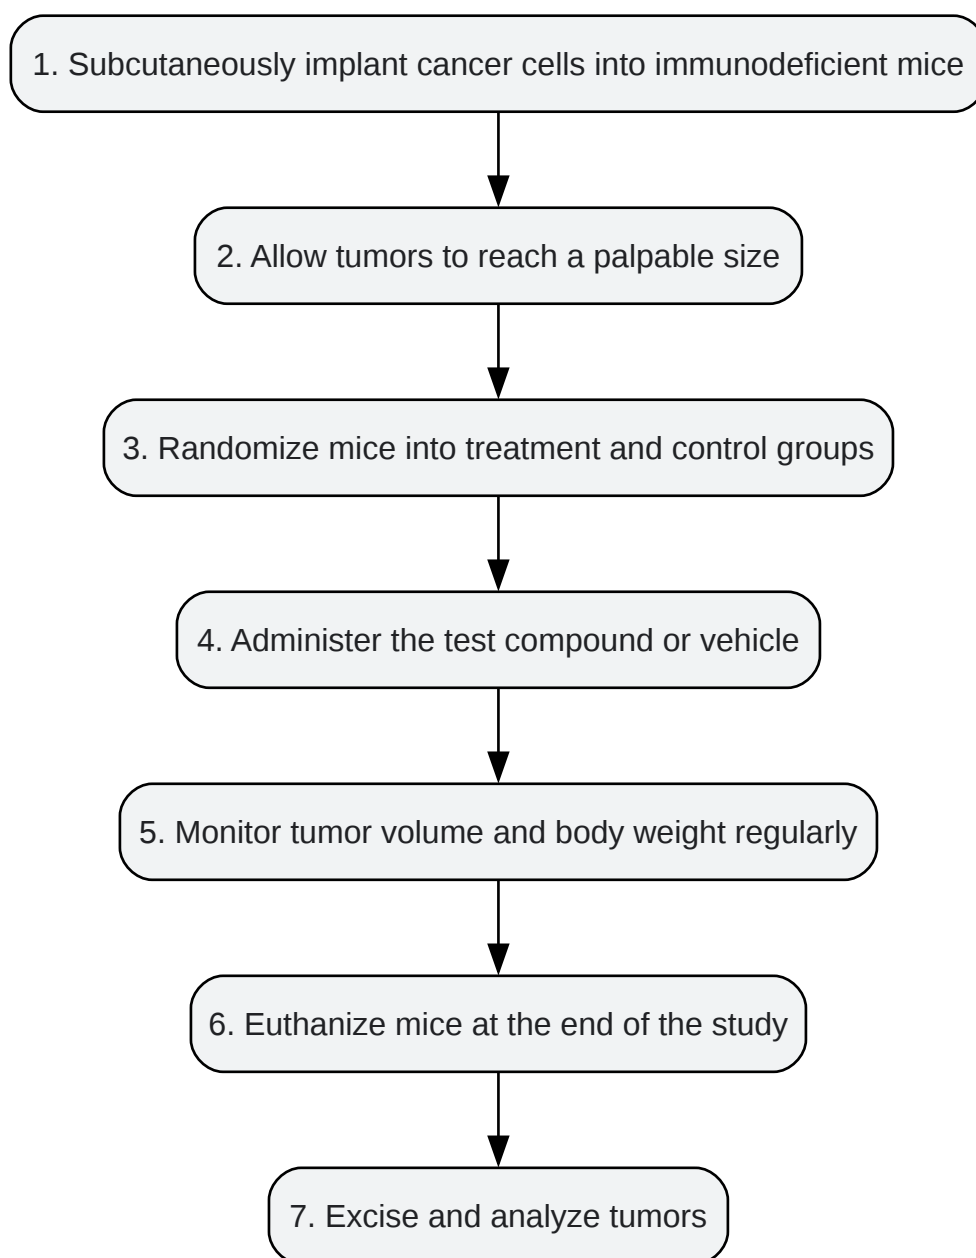 1. Subcutaneously implant cancer cells into immunodeficient mice
2. Allow tumors to reach a palpable size
3. Randomize mice into treatment and control groups
4. Administer the test compound or vehicle
5. Monitor tumor volume and body weight regularly
6. Euthanize mice at the end of the study
7. Excise and analyze tumors